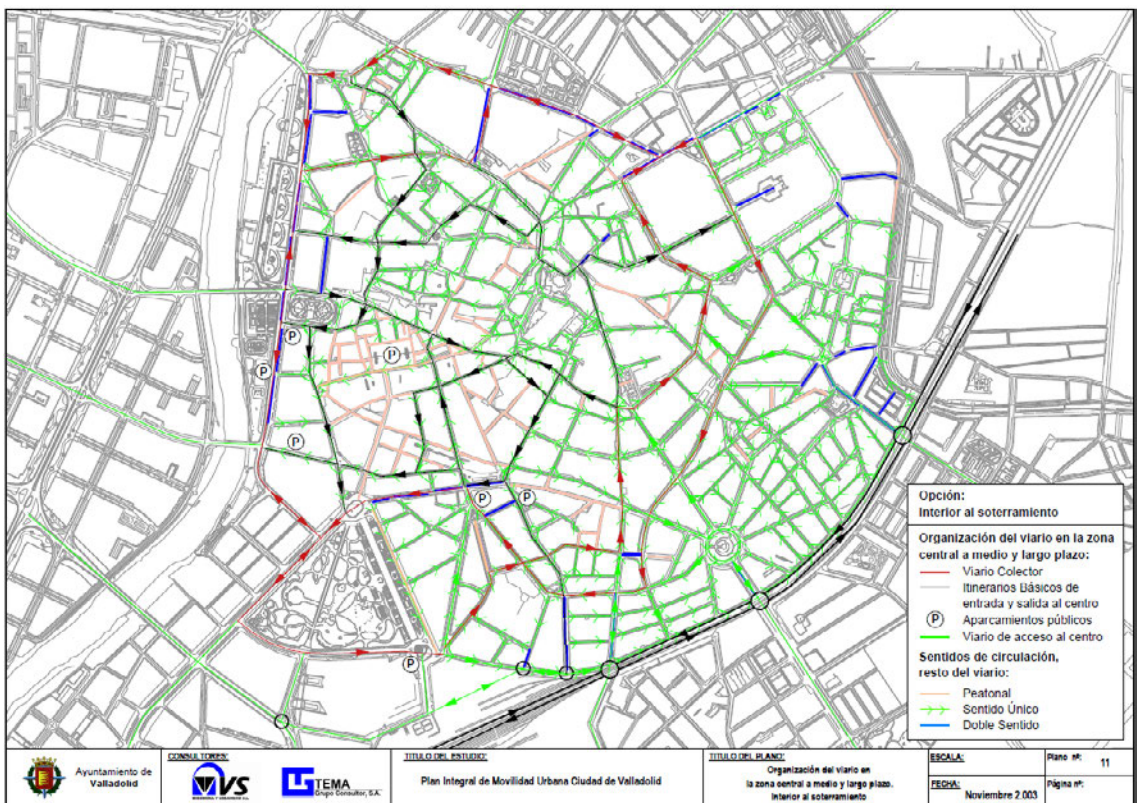 P
P
P
P
P
P
P
Opción:
Interior al soterramiento
Organización del viario en la zona
central a medio y largo plazo:
Viario Colector
Itinerarios Básicos de
entrada y salida al centro
P Aparcamientos públicos
Viario de acceso al centro
Sentidos de circulación,
resto del viario:
Peatonal
Sentido Único
Doble Sentido
Ayuntamiento de
Valladolid
CONSULTORES:
VS
TEMA
Grupo Consultor, S.A.
TITULO DEL ESTUDIO:
Plan Integral de Movilidad Urbana Ciudad de Valladolid
TITULO DEL PLANO:
Organización del viario en
la zona central a medio y largo plazo.
Interior al soterramiento
ESCALA:
FECHA:
Noviembre 2.003
Plano nº: 11
Página nº: